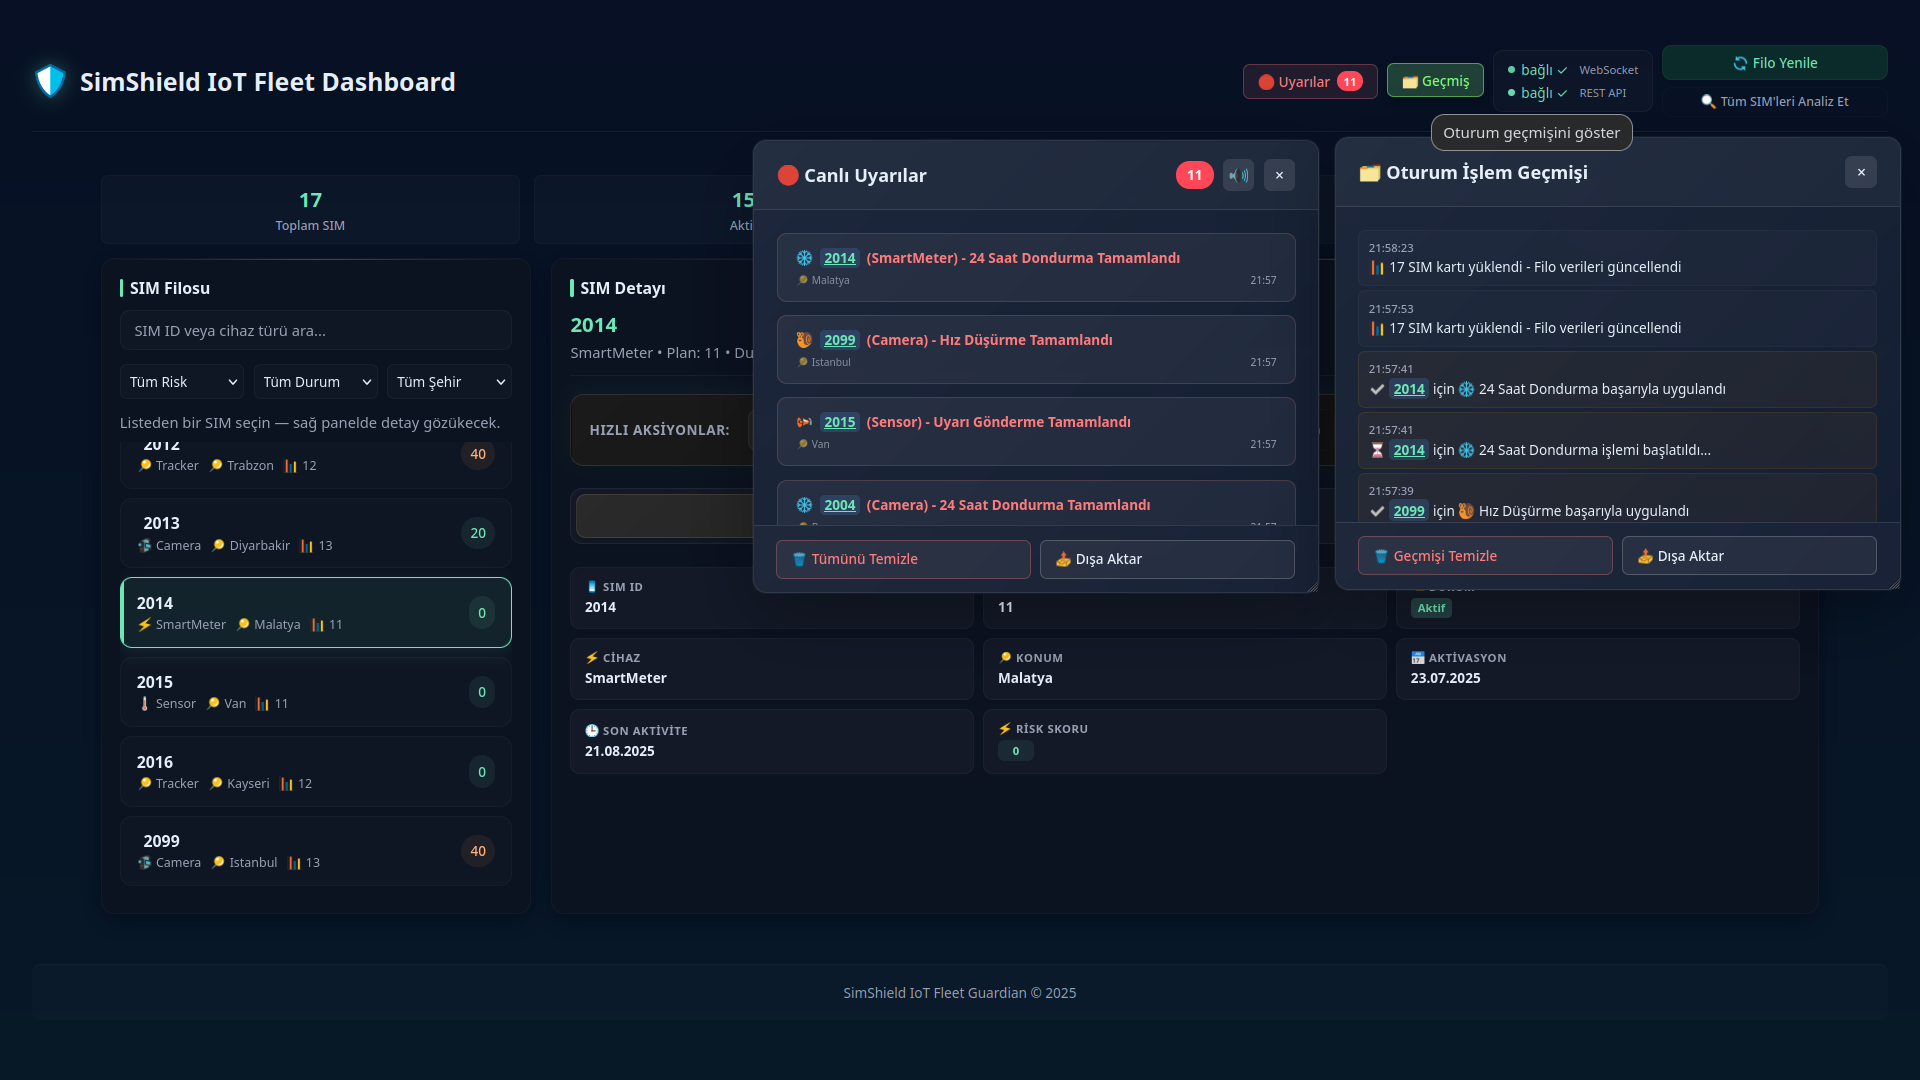 SimShield IoT Fleet Dashboard
Uyarılar 11
Geçmiş
bağlı ✓ WebSocket
bağlı ✓ REST API
Filo Yenile
Tüm SIM'leri Analiz Et
Oturum geçmişini göster
17
Toplam SIM
15
Akti
SIM Filosu
SIM ID veya cihaz türü ara...
Tüm Risk
Tüm Durum
Tüm Şehir
Listeden bir SIM seçin — sağ panelde detay gözükecek.
2012
Tracker Trabzon 12
40
2013
Camera Diyarbakir 13
20
2014
SmartMeter Malatya 11
0
2015
Sensor Van 11
0
2016
Tracker Kayseri 12
0
2099
Camera Istanbul 13
40
SIM Detayı
2014
SmartMeter • Plan: 11 • Du
HIZLI AKSİYONLAR:
SIM ID
2014
11
Aktif
CİHAZ
SmartMeter
KONUM
Malatya
AKTİVASYON
23.07.2025
SON AKTİVİTE
21.08.2025
RİSK SKORU
0
Canlı Uyarılar
11
×
2014 (SmartMeter) - 24 Saat Dondurma Tamamlandı
Malatya 21:57
2099 (Camera) - Hız Düşürme Tamamlandı
Istanbul 21:57
2015 (Sensor) - Uyarı Gönderme Tamamlandı
Van 21:57
2004 (Camera) - 24 Saat Dondurma Tamamlandı
21:57
Tümünü Temizle
Dışa Aktar
Oturum İşlem Geçmişi
×
21:58:23
17 SIM kartı yüklendi - Filo verileri güncellendi
21:57:53
17 SIM kartı yüklendi - Filo verileri güncellendi
21:57:41
2014 için 24 Saat Dondurma başarıyla uygulandı
21:57:41
2014 için 24 Saat Dondurma işlemi başlatıldı...
21:57:39
2099 için Hız Düşürme başarıyla uygulandı
Geçmişi Temizle
Dışa Aktar
SimShield IoT Fleet Guardian © 2025